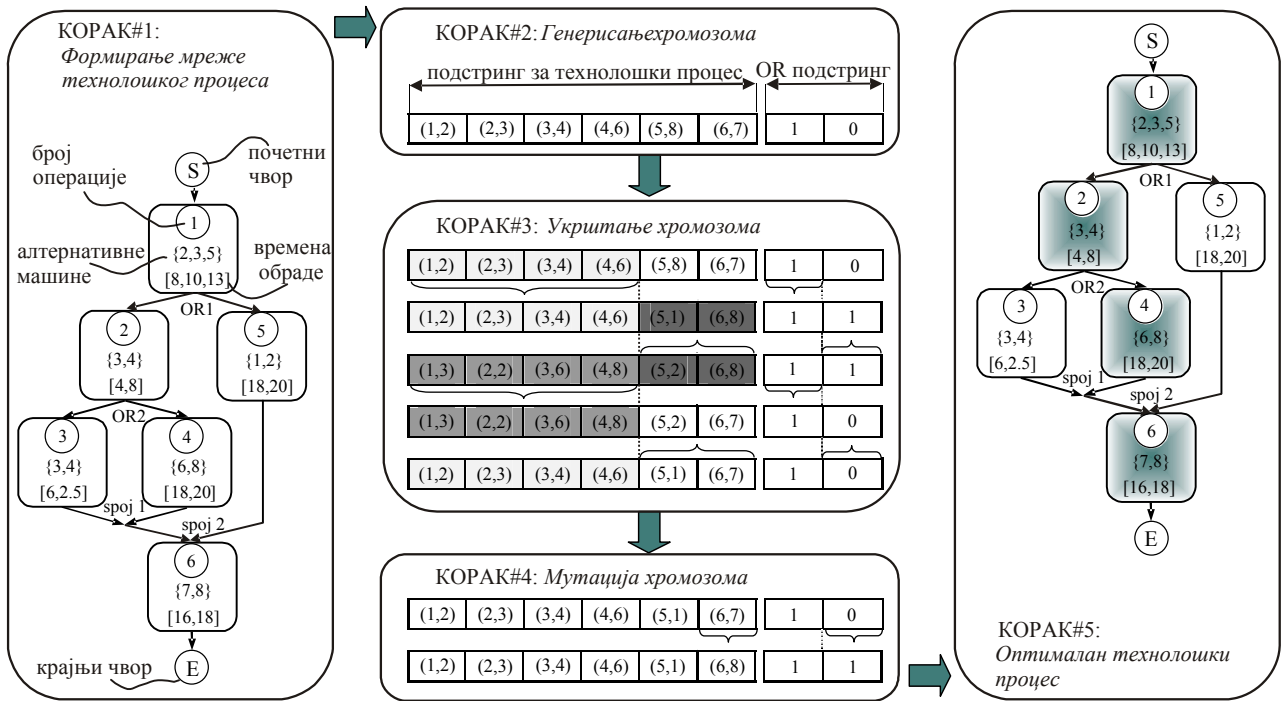 КОРАК#1:
Формирање мреже
технолошког процеса
број
операције
S
почетни
чвор
1
алтернативне
машине
{2,3,5}
[8,10,13]
времена
обраде
OR1
2
{3,4}
[4,8]
5
{1,2}
[18,20]
OR2
3
{3,4}
[6,2.5]
4
{6,8}
[18,20]
spoj 1
spoj 2
6
{7,8}
[16,18]
крајњи чвор
E
КОРАК#2: Генерисањехромозома
подстринг за технолошки процес OR подстринг
(1,2) (2,3) (3,4) (4,6) (5,8) (6,7) 1 0
КОРАК#3: Укрштање хромозома
(1,2) (2,3) (3,4) (4,6) (5,8) (6,7) 1 0
(1,2) (2,3) (3,4) (4,6) (5,1) (6,8) 1 1
(1,3) (2,2) (3,6) (4,8) (5,2) (6,8) 1 1
(1,3) (2,2) (3,6) (4,8) (5,2) (6,7) 1 0
(1,2) (2,3) (3,4) (4,6) (5,1) (6,7) 1 0
КОРАК#4: Мутација хромозома
(1,2) (2,3) (3,4) (4,6) (5,1) (6,7) 1 0
(1,2) (2,3) (3,4) (4,6) (5,1) (6,8) 1 1
S
1
{2,3,5}
[8,10,13]
OR1
2
{3,4}
[4,8]
5
{1,2}
[18,20]
OR2
3
{3,4}
[6,2.5]
4
{6,8}
[18,20]
spoj 1
spoj 2
6
{7,8}
[16,18]
E
КОРАК#5:
Оптималан технолошки
процес